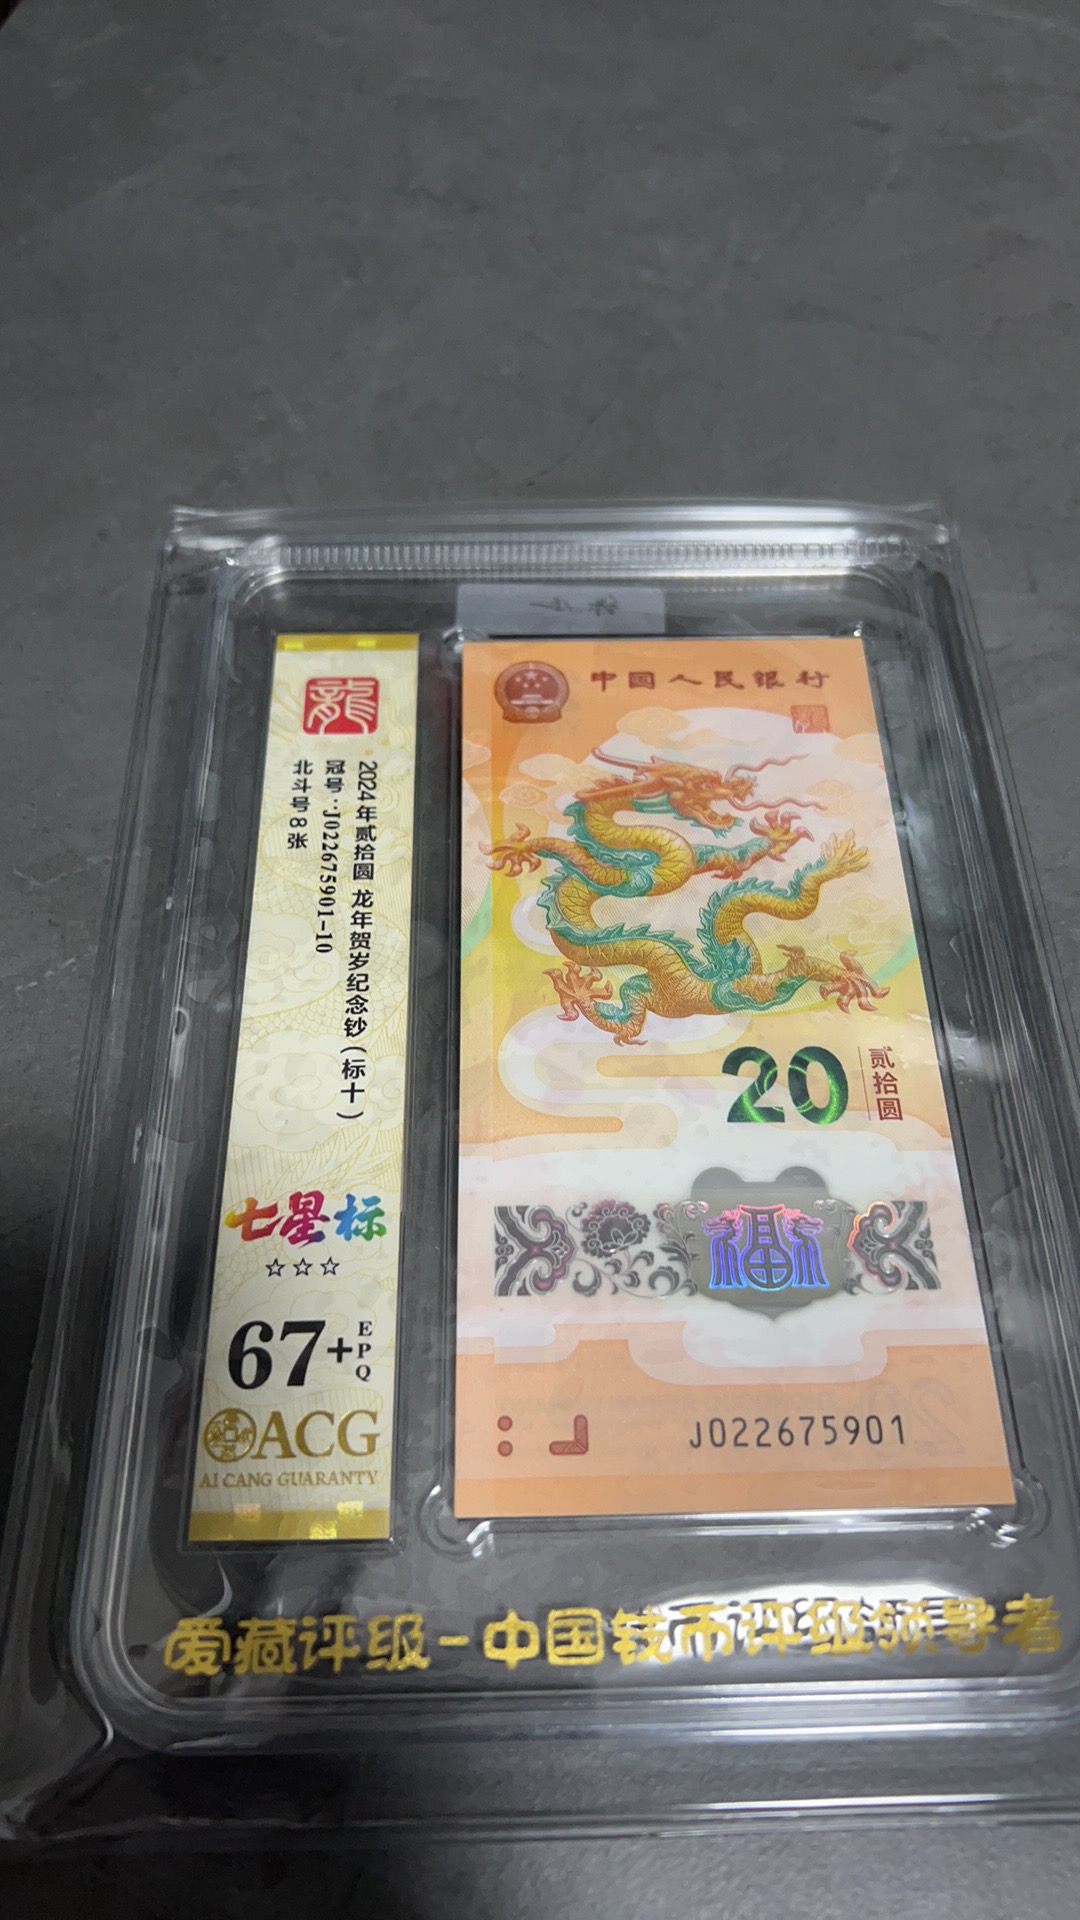 龍
2024年贰拾圆 龙年贺岁纪念钞(标十)
冠号:J022675901-10
北斗号8张
七星标
☆☆☆
67+EPQ
ACG
AI CANG GUARANTY
中国人民银行
20
贰拾圆
福
J022675901
爱藏评级-中国钱币评级领导者